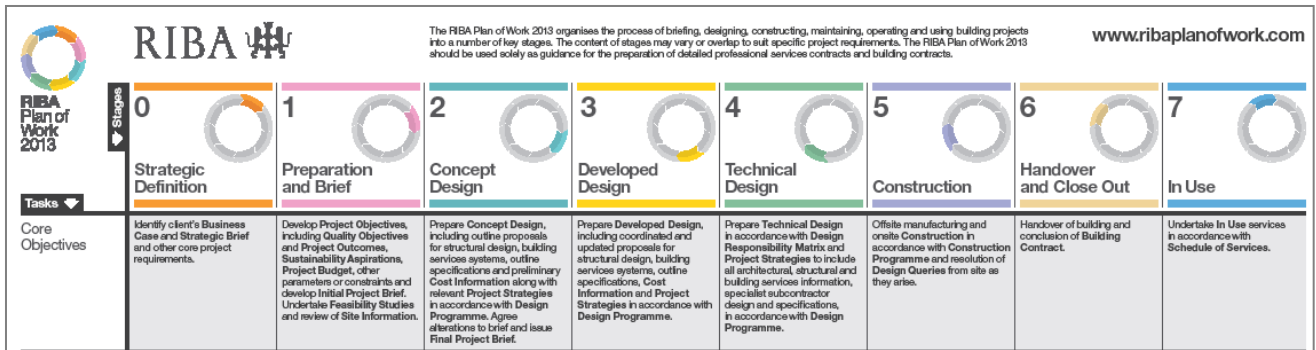 RIBA
The RIBA Plan of Work 2013 organises the process of briefing, designing, constructing, maintaining, operating and using building projects
into a number of key stages. The content of stages may vary or overlap to suit specific project requirements. The RIBA Plan of Work 2013
should be used solely as guidance for the preparation of detailed professional services contracts and building contracts.
www.ribaplanofwork.com
RIBA
Plan of
Work
2013
Stages
0
Strategic
Definition
1
Preparation
and Brief
2
Concept
Design
3
Developed
Design
4
Technical
Design
5
Construction
6
Handover
and Close Out
7
In Use
Tasks
Core
Objectives
Identify client's Business
Case and Strategic Brief
and other core project
requirements.
Develop Project Objectives,
including Quality Objectives
and Project Outcomes,
Sustainability Aspirations,
Project Budget, other
parameters or constraints and
develop Initial Project Brief.
Undertake Feasibility Studies
and review of Site Information.
Prepare Concept Design,
including outline proposals
for structural design, building
services systems, outline
specifications and preliminary
Cost Information along with
relevant Project Strategies
in accordance with Design
Programme. Agree
alterations to brief and issue
Final Project Brief.
Prepare Developed Design,
including coordinated and
updated proposals for
structural design, building
services systems, outline
specifications, Cost
Information and Project
Strategies in accordance with
Design Programme.
Prepare Technical Design
in accordance with Design
Responsibility Matrix and
Project Strategies to include
all architectural, structural and
building services information,
specialist subcontractor
design and specifications,
in accordance with Design
Programme.
Offsite manufacturing and
onsite Construction in
accordance with Construction
Programme and resolution of
Design Queries from site as
they arise.
Handover of building and
conclusion of Building
Contract.
Undertake In Use services
in accordance with
Schedule of Services.